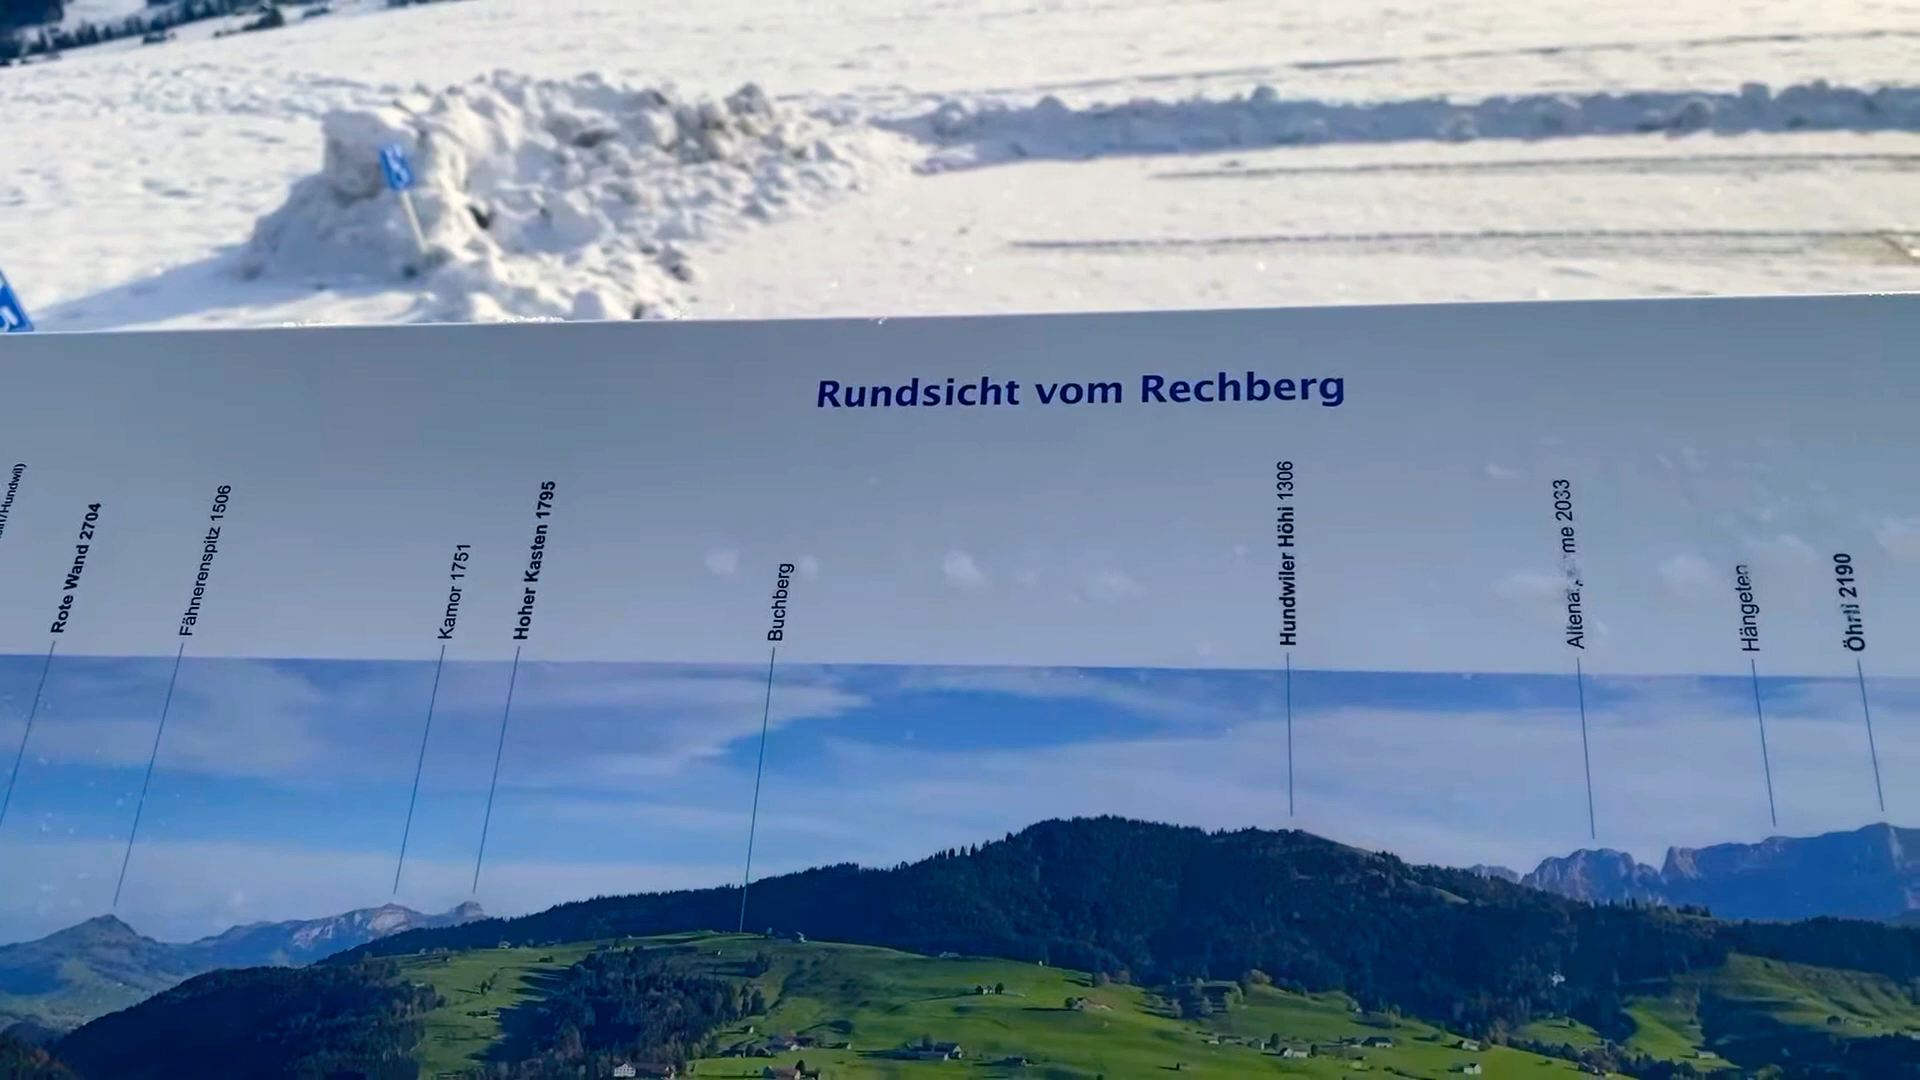 Rundsicht vom Rechberg
Rote Wand 2704
Fähnerenspitz 1506
Kamor 1751
Hoher Kasten 1795
Buchberg
Hundwiler Höhi 1306
2033
Hängeten
Öhrli 2190